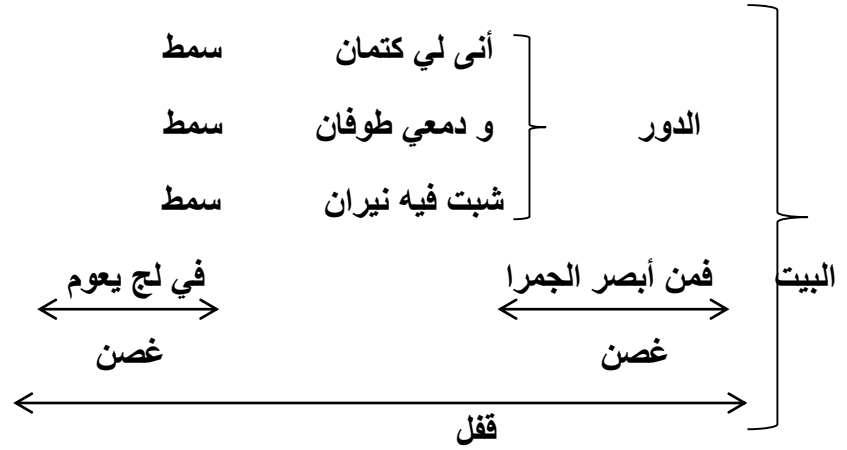 أنى لي كتمان سمط
الدور و دمعي طوفان سمط
شبت فيه نيران سمط
البيت فمن أبصر الجمرا في لج يعوم
غصن غصن
قفل